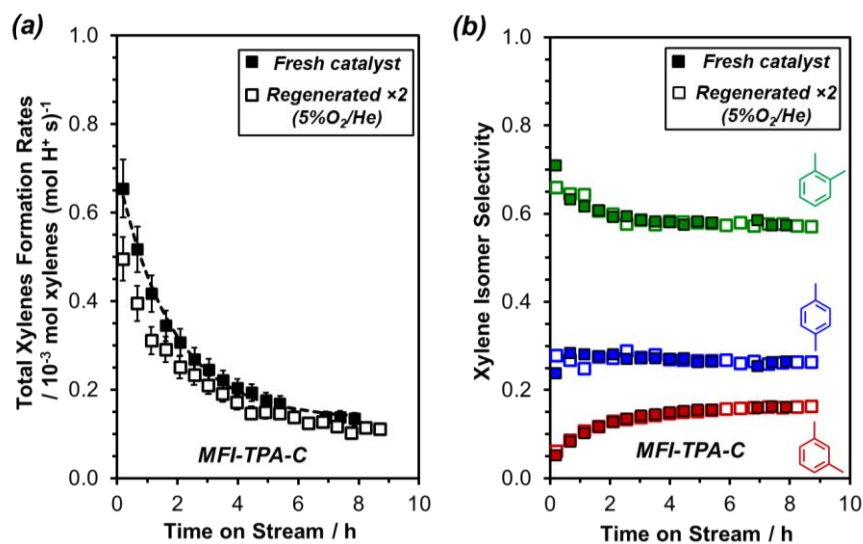 (a)
Total Xylenes Formation Rates
/ 10⁻³ mol xylenes (mol H⁺ s)⁻¹
1.0
0.8
0.6
0.4
0.2
0.0
Fresh catalyst
Regenerated ×2
(5%O₂/He)
MFI-TPA-C
0 2 4 6 8 10
Time on Stream / h
(b)
Xylene Isomer Selectivity
1.0
0.8
0.6
0.4
0.2
0.0
Fresh catalyst
Regenerated ×2
(5%O₂/He)
MFI-TPA-C
0 2 4 6 8 10
Time on Stream / h